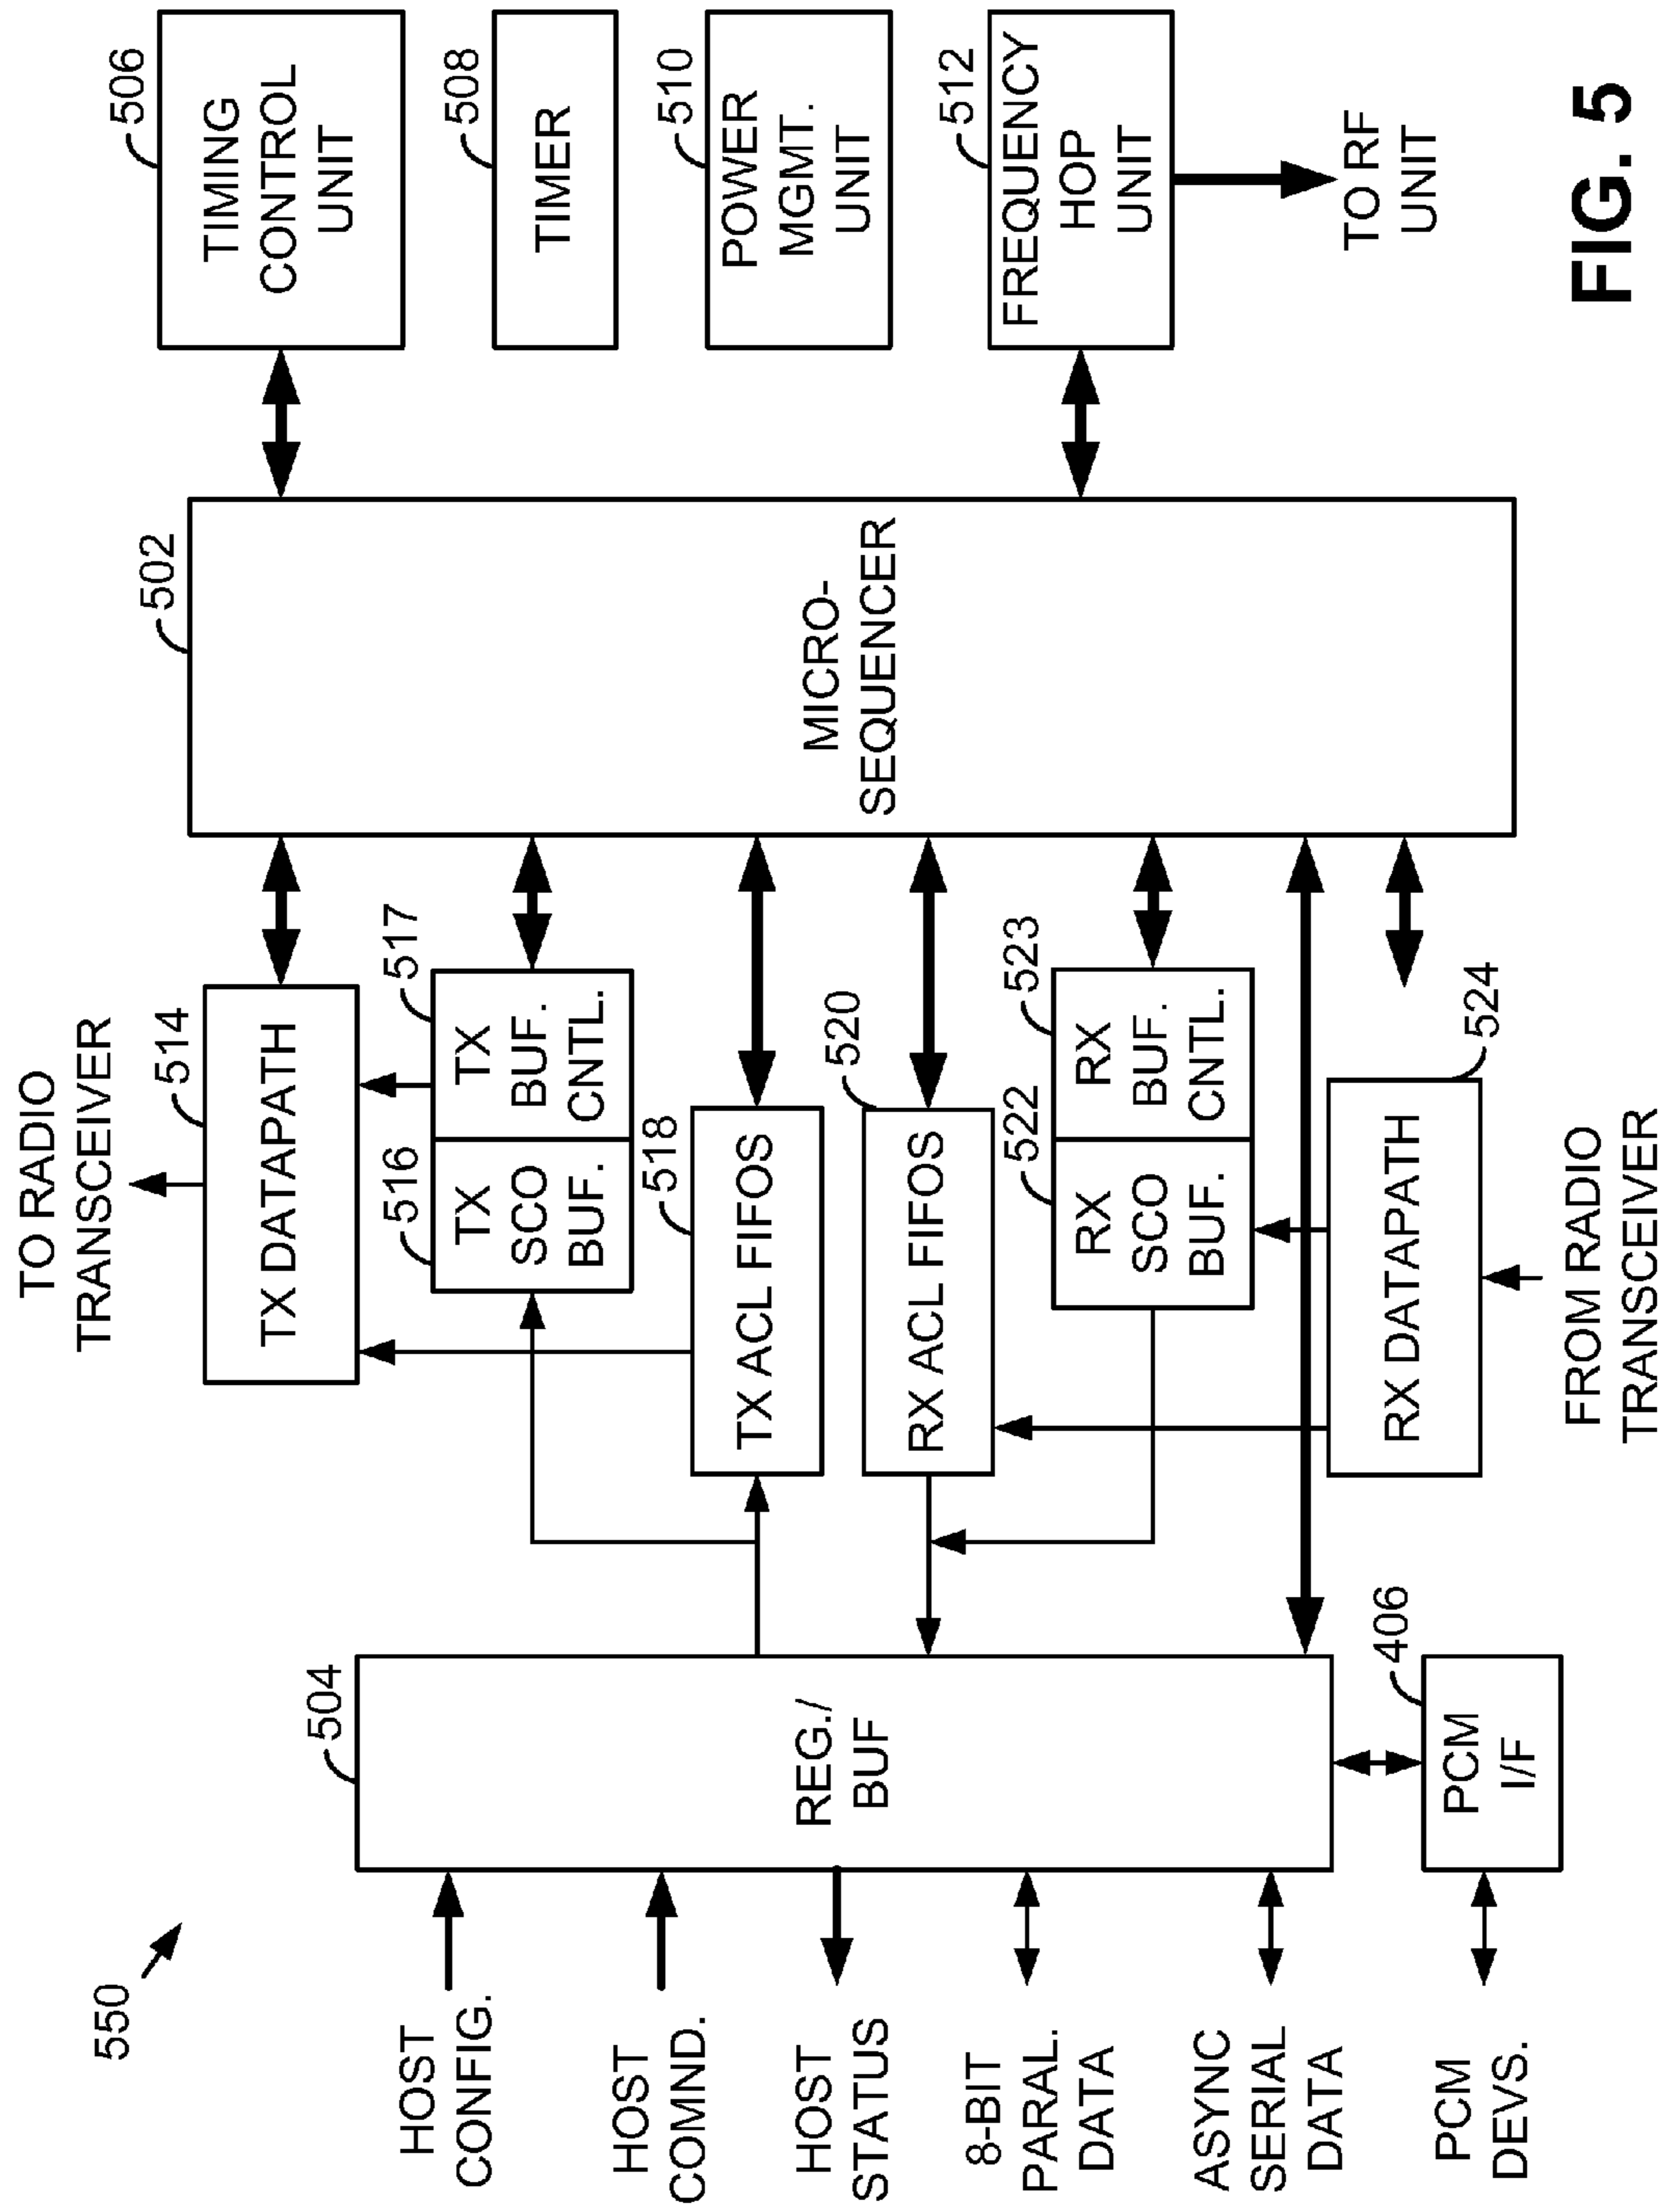 550
HOST
CONFIG.
HOST
COMND.
HOST
STATUS
8-BIT
PARAL.
DATA
ASYNC
SERIAL
DATA
PCM
DEVS.
504
REG./
BUF
406
PCM
I/F
TO RADIO
TRANSCEIVER
514
TX DATAPATH
516
TX
SCO
BUF.
517
TX
BUF.
CNTL.
518
TX ACL FIFOS
520
RX ACL FIFOS
522
RX
SCO
BUF.
523
RX
BUF.
CNTL.
524
RX DATAPATH
FROM RADIO
TRANSCEIVER
502
MICRO-
SEQUENCER
506
TIMING
CONTROL
UNIT
508
TIMER
510
POWER
MGMT.
UNIT
512
FREQUENCY
HOP
UNIT
TO RF
UNIT
FIG. 5